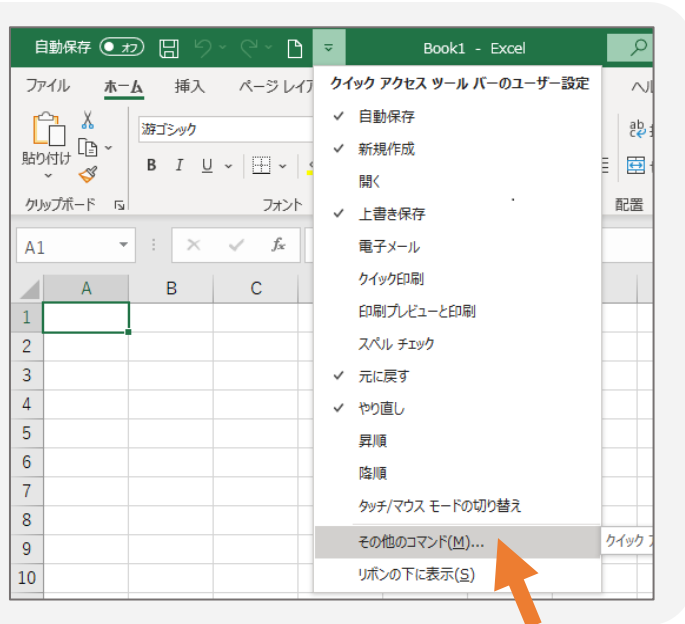 自動保存 オフ Book1 - Excel
ファイル ホーム 挿入 ページ レイア ヘル
クイック アクセス ツール バーのユーザー設定
自動保存
新規作成
開く
上書き保存
電子メール
クイック印刷
印刷プレビューと印刷
スペル チェック
元に戻す
やり直し
昇順
降順
タッチ/マウス モードの切り替え
その他のコマンド(M)...
リボンの下に表示(S)
貼り付け
游ゴシック
B I U
ab
クリップボード フォント 配置
A1 fx
クイック ア
A B C
1
2
3
4
5
6
7
8
9
10